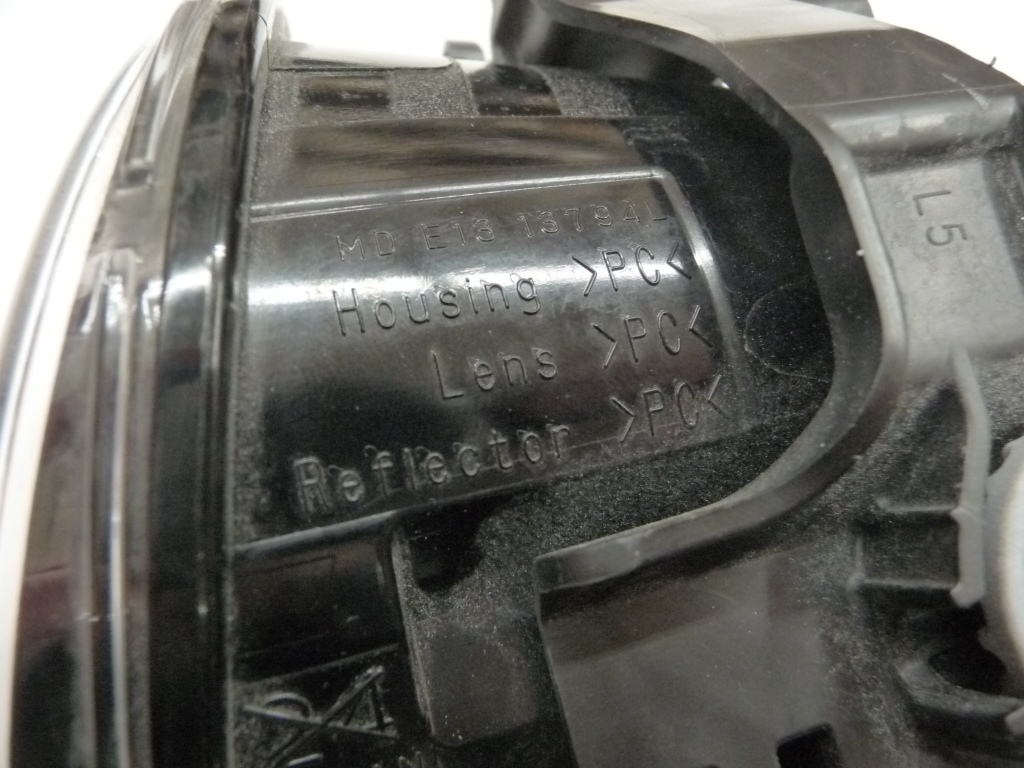 MD E13 13794L
Housing >PC<
Lens >PC<
Reflector >PC<
L5